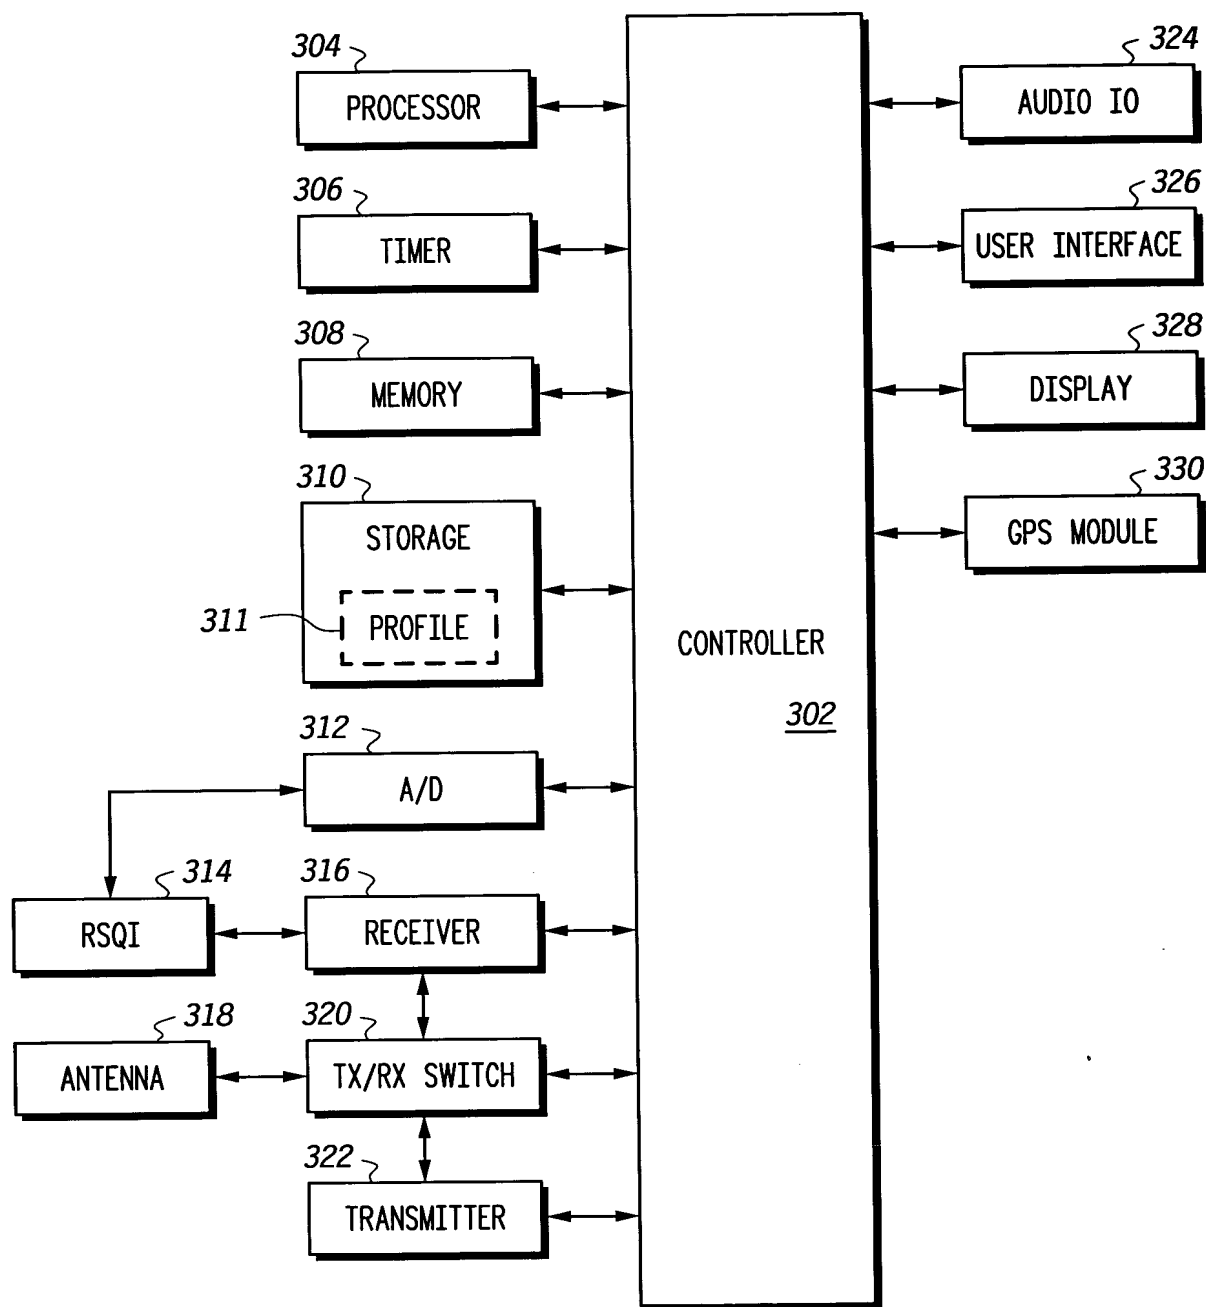 304
PROCESSOR
306
TIMER
308
MEMORY
310
STORAGE
311
PROFILE
312
A/D
314
RSQI
316
RECEIVER
318
ANTENNA
320
TX/RX SWITCH
322
TRANSMITTER
CONTROLLER
302
324
AUDIO IO
326
USER INTERFACE
328
DISPLAY
330
GPS MODULE